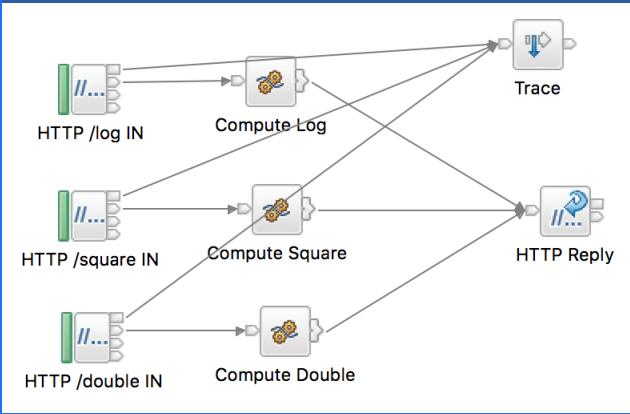 Trace
HTTP /log IN
Compute Log
HTTP /square IN
Compute Square
HTTP Reply
HTTP /double IN
Compute Double